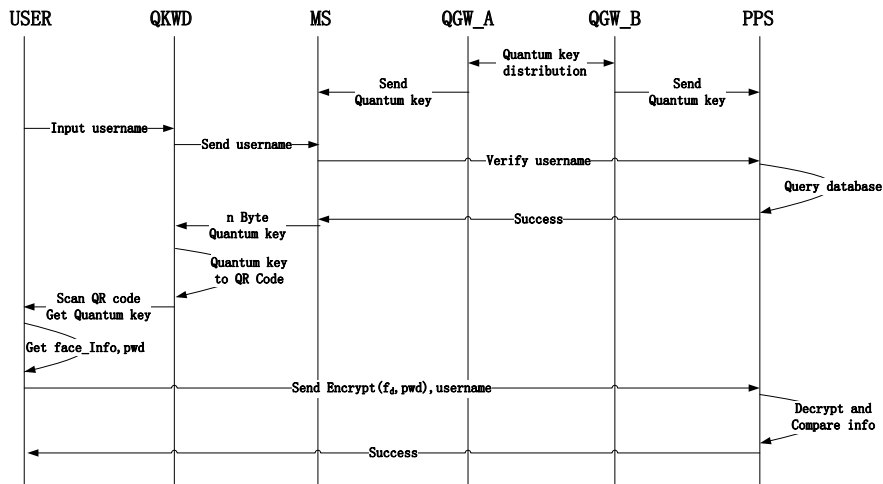 USER QKWD MS QGW_A QGW_B PPS
Quantum key
distribution
Send
Quantum key
Send
Quantum key
Input username
Send username
Verify username
Query database
n Byte
Quantum key
Success
Quantum key
to QR Code
Scan QR code
Get Quantum key
Get face_Info,pwd
Send Encrypt(f_d,pwd),username
Decrypt and
Compare info
Success